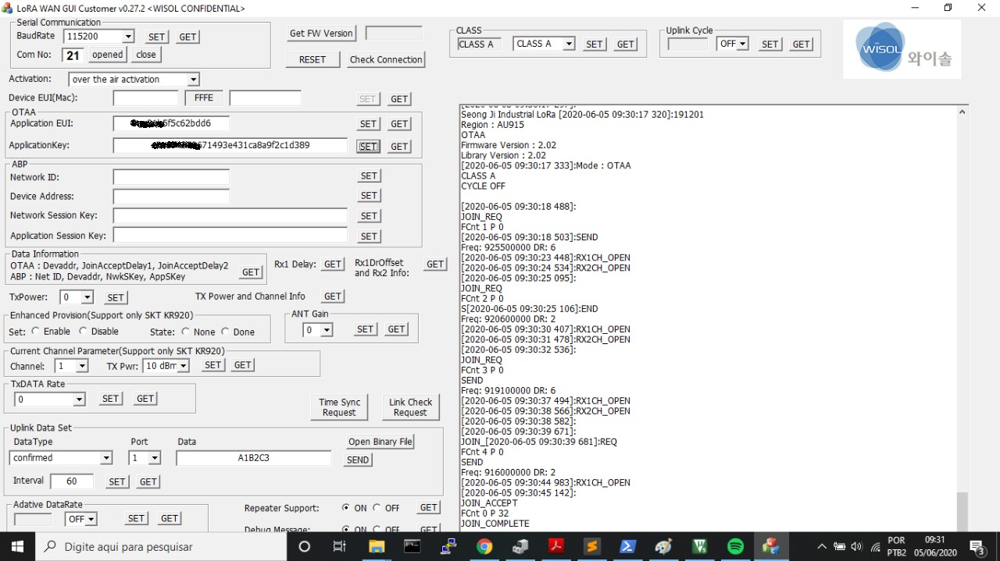 LoRA WAN GUI Customer v0.27.2 <WISOL CONFIDENTIAL>
Serial Communication
BaudRate 115200 SET GET
Com No: 21 opened close
Get FW Version
RESET Check Connection
CLASS
CLASS A CLASS A SET GET
Uplink Cycle
OFF SET GET
WISOL 와이솔
Activation: over the air activation
Device EUI(Mac): FFFE SET GET
OTAA
Application EUI: 5f5c62bdd6 SET GET
ApplicationKey: 671493e431ca8a9f2c1d389 SET GET
ABP
Network ID: SET
Device Address: SET
Network Session Key: SET
Application Session Key: SET
Data Information
OTAA : Devaddr, JoinAcceptDelay1, JoinAcceptDelay2
ABP : Net ID, Devaddr, NwkSKey, AppSKey
GET
Rx1 Delay: GET
Rx1DrOffset
and Rx2 Info:
GET
TxPower: 0 SET
TX Power and Channel Info GET
Enhanced Provision(Support only SKT KR920)
Set: Enable Disable State: None Done
ANT Gain
0 SET GET
Current Channel Parameter(Support only SKT KR920)
Channel: 1 TX Pwr: 10 dBm SET GET
TxDATA Rate
0 SET GET
Time Sync
Request
Link Check
Request
Uplink Data Set
DataType Port Data Open Binary File
confirmed 1 A1B2C3 SEND
Interval 60 SET GET
Adative DataRate
OFF SET GET
Repeater Support: ON OFF GET
Debug Message: ON OFF GET
[2020-06-05 09:30:17 297]:
Seong Ji Industrial LoRa [2020-06-05 09:30:17 320]:191201
Region : AU915
OTAA
Firmware Version : 2.02
Library Version : 2.02
[2020-06-05 09:30:17 333]:Mode : OTAA
CLASS A
CYCLE OFF
[2020-06-05 09:30:18 488]:
JOIN_REQ
FCnt 1 P 0
[2020-06-05 09:30:18 503]:SEND
Freq: 925500000 DR: 6
[2020-06-05 09:30:23 448]:RX1CH_OPEN
[2020-06-05 09:30:24 534]:RX2CH_OPEN
[2020-06-05 09:30:25 095]:
JOIN_REQ
FCnt 2 P 0
S[2020-06-05 09:30:25 106]:END
Freq: 920600000 DR: 2
[2020-06-05 09:30:30 407]:RX1CH_OPEN
[2020-06-05 09:30:31 478]:RX2CH_OPEN
[2020-06-05 09:30:32 536]:
JOIN_REQ
FCnt 3 P 0
SEND
Freq: 919100000 DR: 6
[2020-06-05 09:30:37 494]:RX1CH_OPEN
[2020-06-05 09:30:38 566]:RX2CH_OPEN
[2020-06-05 09:30:38 582]:
[2020-06-05 09:30:39 671]:
JOIN_[2020-06-05 09:30:39 681]:REQ
FCnt 4 P 0
SEND
Freq: 916000000 DR: 2
[2020-06-05 09:30:44 983]:RX1CH_OPEN
[2020-06-05 09:30:45 142]:
JOIN_ACCEPT
FCnt 0 P 32
JOIN_COMPLETE
Digite aqui para pesquisar
POR
PTB2
09:31
05/06/2020
3